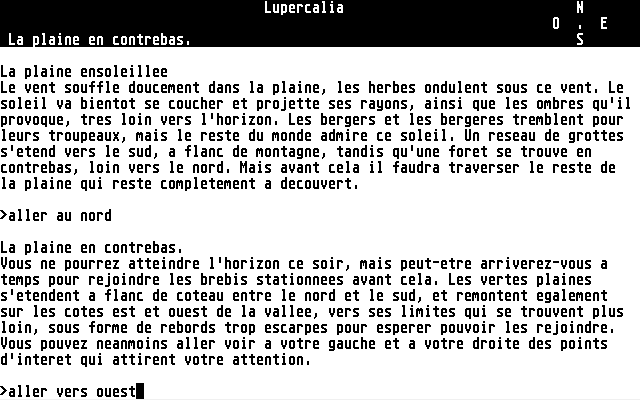 Lupercalia N
O . E
La plaine en contrebas. S
La plaine ensoleillee
Le vent souffle doucement dans la plaine, les herbes ondulent sous ce vent. Le
soleil va bientot se coucher et projette ses rayons, ainsi que les ombres qu'il
provoque, tres loin vers l'horizon. Les bergers et les bergeres tremblent pour
leurs troupeaux, mais le reste du monde admire ce soleil. Un reseau de grottes
s'etend vers le sud, a flanc de montagne, tandis qu'une foret se trouve en
contrebas, loin vers le nord. Mais avant cela il faudra traverser le reste de
la plaine qui reste completement a decouvert.
>aller au nord
La plaine en contrebas.
Vous ne pourrez atteindre l'horizon ce soir, mais peut-etre arriverez-vous a
temps pour rejoindre les brebis stationnees avant cela. Les vertes plaines
s'etendent a flanc de coteau entre le nord et le sud, et remontent egalement
sur les cotes est et ouest de la vallee, vers ses limites qui se trouvent plus
loin, sous forme de rebords trop escarpes pour esperer pouvoir les rejoindre.
Vous pouvez neanmoins aller voir a votre gauche et a votre droite des points
d'interet qui attirent votre attention.
>aller vers ouest